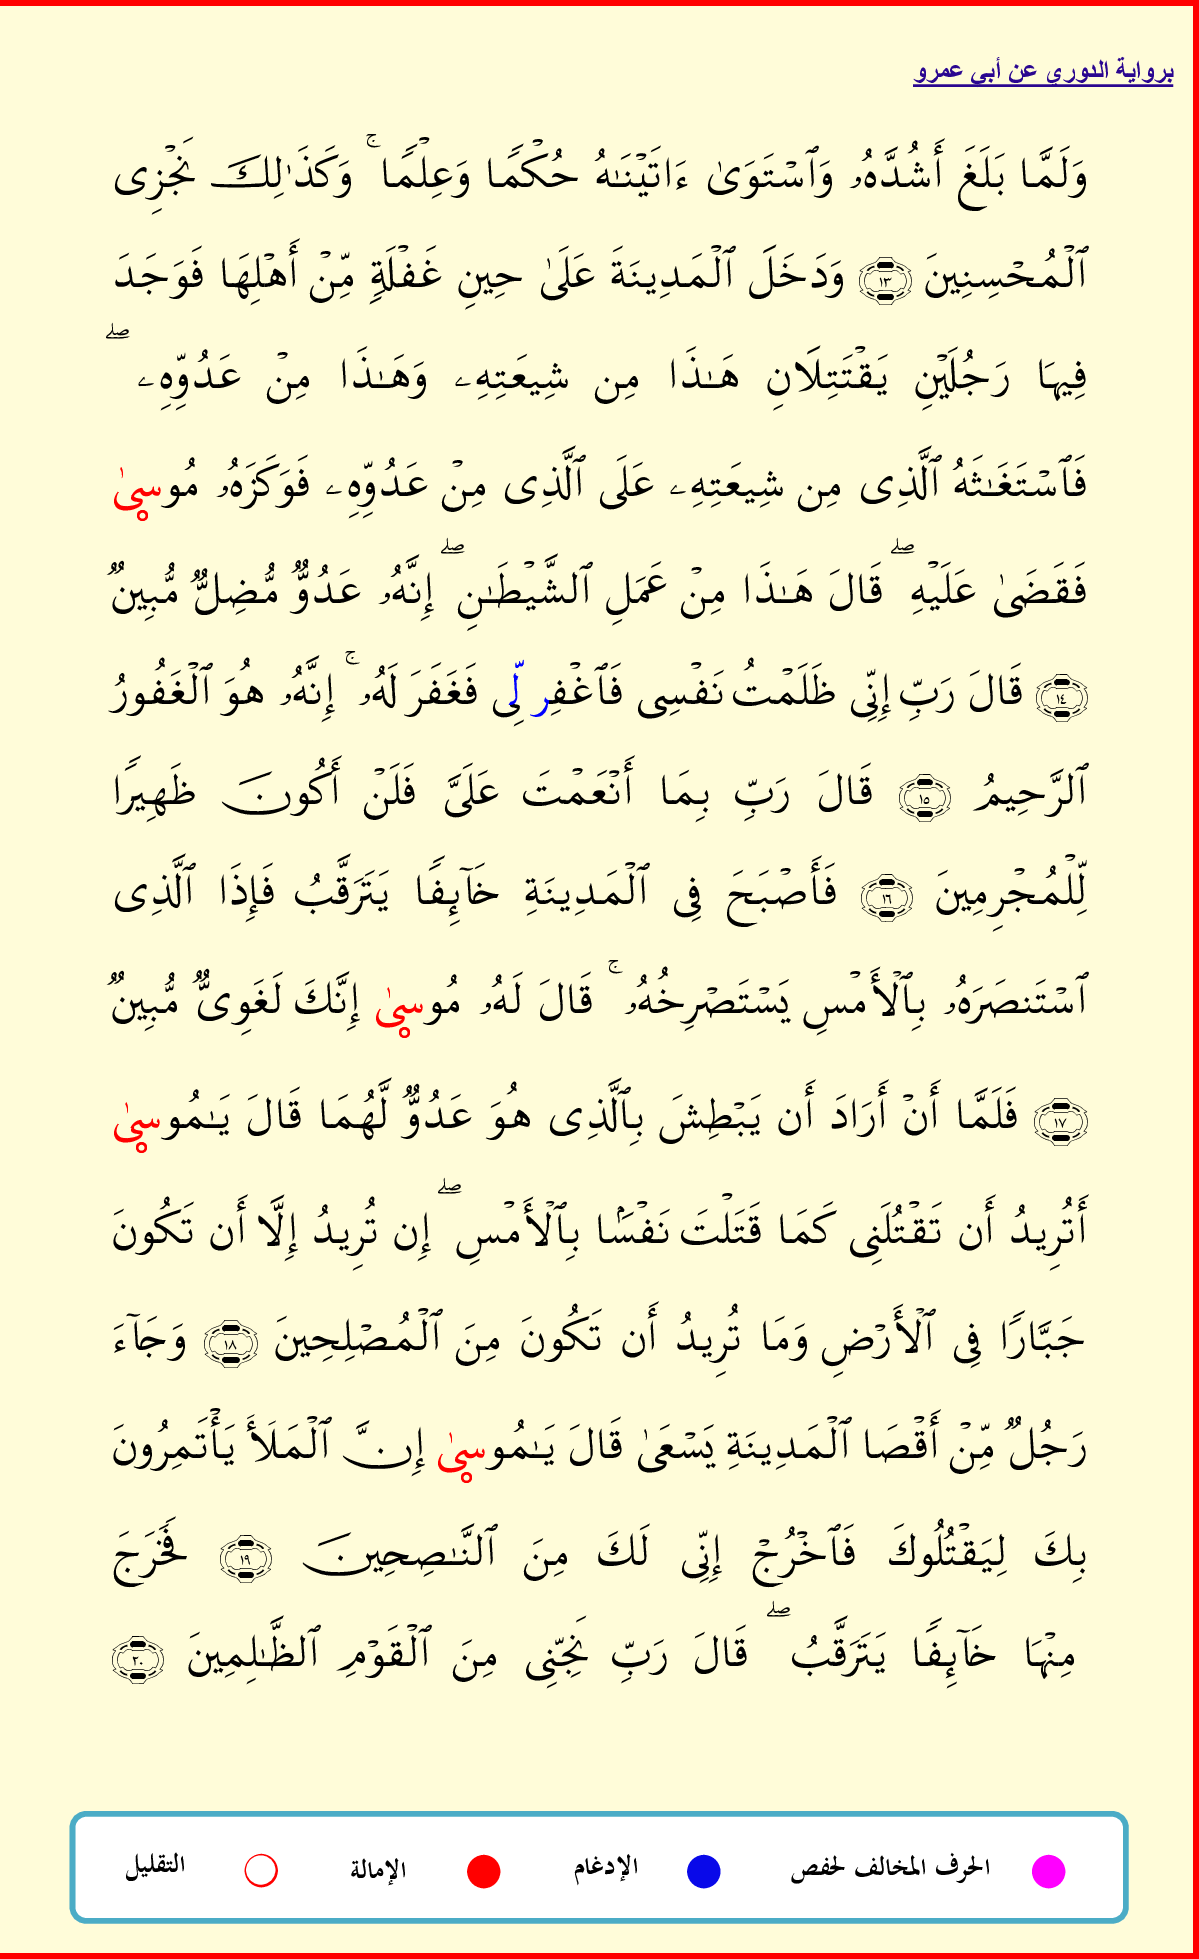 برواية الدوري عن أبي عمرو
وَلَمَّا بَلَغَ أَشُدَّهُۥ وَٱسْتَوَىٰ ءَاتَيْنَـٰهُ حُكْمًا وَعِلْمًا ۚ وَكَذَٰلِكَ نَجْزِى
ٱلْمُحْسِنِينَ ١٣ وَدَخَلَ ٱلْمَدِينَةَ عَلَىٰ حِينِ غَفْلَةٍ مِّنْ أَهْلِهَا فَوَجَدَ
فِيهَا رَجُلَيْنِ يَقْتَتِلَانِ هَـٰذَا مِن شِيعَتِهِۦ وَهَـٰذَا مِنْ عَدُوِّهِۦ ۖ
فَٱسْتَغَـٰثَهُ ٱلَّذِى مِن شِيعَتِهِۦ عَلَى ٱلَّذِى مِنْ عَدُوِّهِۦ فَوَكَزَهُۥ مُوسىٰ
فَقَضَىٰ عَلَيْهِ ۖ قَالَ هَـٰذَا مِنْ عَمَلِ ٱلشَّيْطَـٰنِ ۖ إِنَّهُۥ عَدُوٌّ مُّضِلٌّ مُّبِينٌ
١٤ قَالَ رَبِّ إِنِّى ظَلَمْتُ نَفْسِى فَٱغْفِر لِّى فَغَفَرَ لَهُۥ ۚ إِنَّهُۥ هُوَ ٱلْغَفُورُ
ٱلرَّحِيمُ ١٥ قَالَ رَبِّ بِمَا أَنْعَمْتَ عَلَىَّ فَلَنْ أَكُونَ ظَهِيرًا
لِّلْمُجْرِمِينَ ١٦ فَأَصْبَحَ فِى ٱلْمَدِينَةِ خَآئِفًا يَتَرَقَّبُ فَإِذَا ٱلَّذِى
ٱسْتَنصَرَهُۥ بِٱلْأَمْسِ يَسْتَصْرِخُهُۥ ۚ قَالَ لَهُۥ مُوسىٰ إِنَّكَ لَغَوِىٌّ مُّبِينٌ
١٧ فَلَمَّا أَنْ أَرَادَ أَن يَبْطِشَ بِٱلَّذِى هُوَ عَدُوٌّ لَّهُمَا قَالَ يَـٰمُوسىٰ
أَتُرِيدُ أَن تَقْتُلَنِى كَمَا قَتَلْتَ نَفْسًۢا بِٱلْأَمْسِ ۖ إِن تُرِيدُ إِلَّا أَن تَكُونَ
جَبَّارًا فِى ٱلْأَرْضِ وَمَا تُرِيدُ أَن تَكُونَ مِنَ ٱلْمُصْلِحِينَ ١٨ وَجَآءَ
رَجُلٌ مِّنْ أَقْصَا ٱلْمَدِينَةِ يَسْعَىٰ قَالَ يَـٰمُوسىٰ إِنَّ ٱلْمَلَأَ يَأْتَمِرُونَ
بِكَ لِيَقْتُلُوكَ فَٱخْرُجْ إِنِّى لَكَ مِنَ ٱلنَّـٰصِحِينَ ١٩ فَخَرَجَ
مِنْهَا خَآئِفًا يَتَرَقَّبُ ۖ قَالَ رَبِّ نَجِّنِى مِنَ ٱلْقَوْمِ ٱلظَّـٰلِمِينَ ٢٠
الحرف المخالف لحفص الإدغام الإمالة التقليل